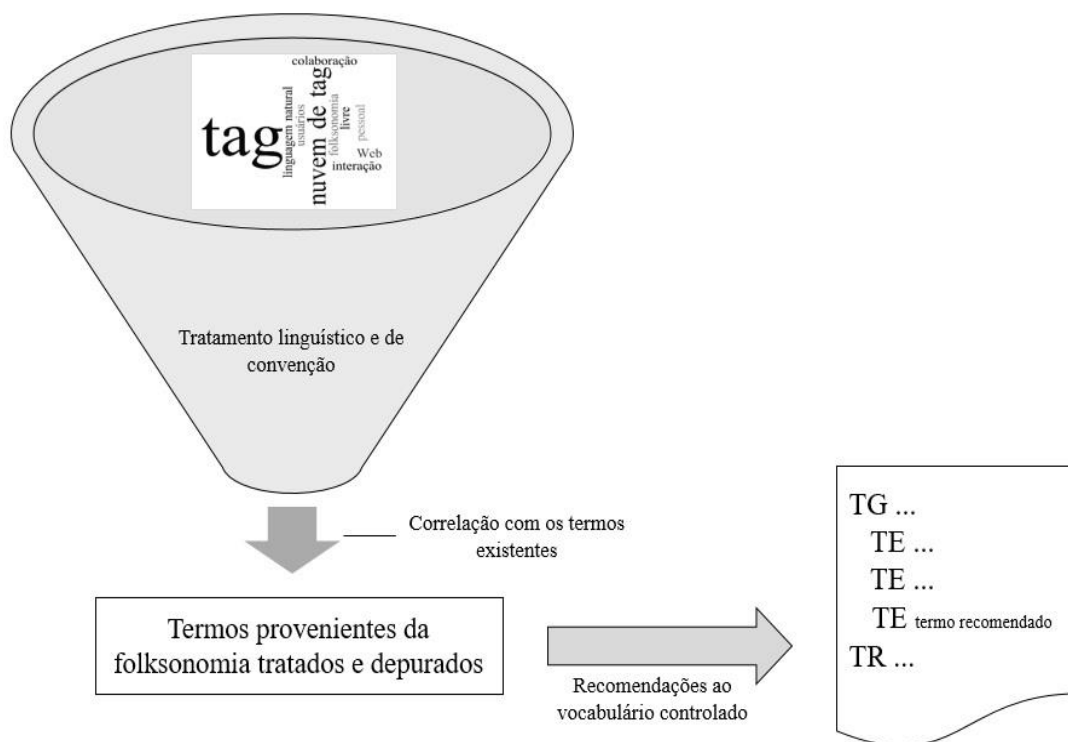 colaboração
tag
linguagem natural
usuários
nuvem de tag
folksonomia
livre
pessoal
Web
interação
Tratamento linguístico e de
convenção
Correlação com os termos
existentes
Termos provenientes da
folksonomia tratados e depurados
Recomendações ao
vocabulário controlado
TG ...
TE ...
TE ...
TE termo recomendado
TR ...